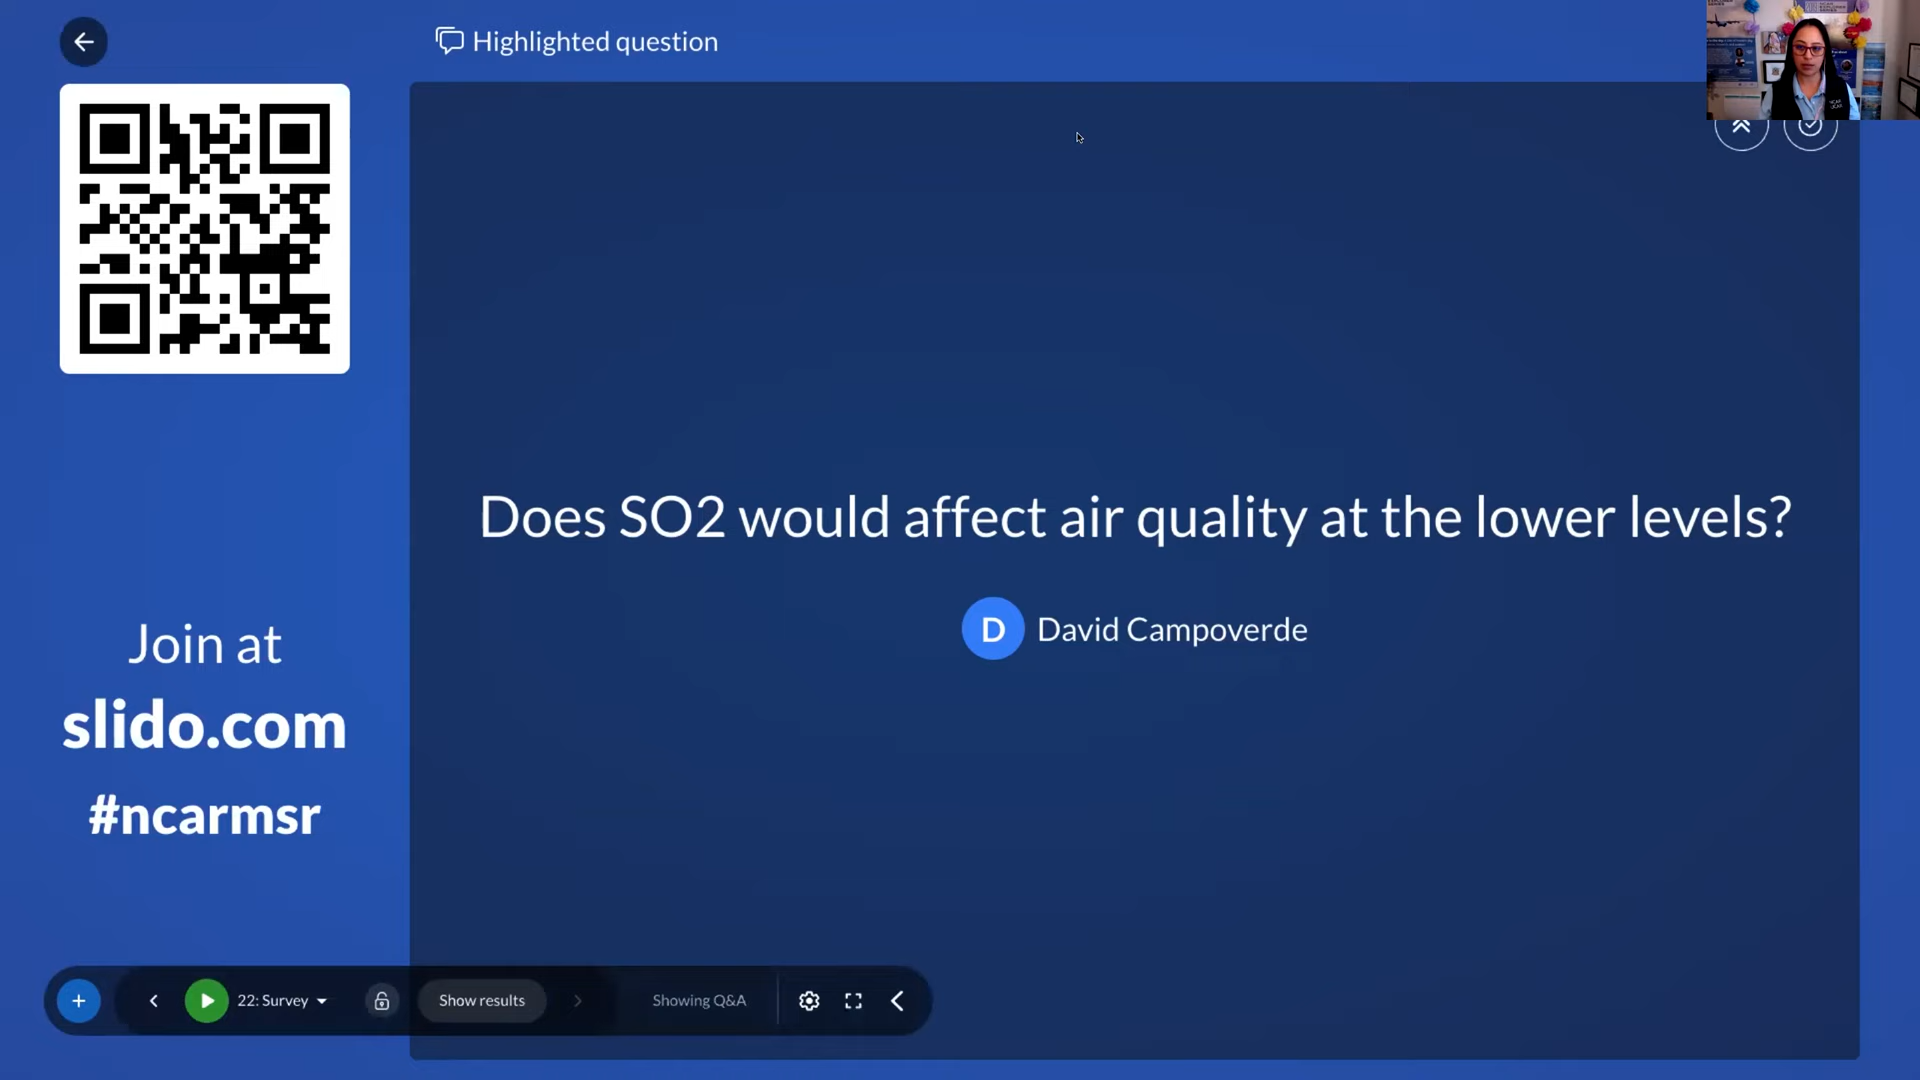 Highlighted question
Does SO2 would affect air quality at the lower levels?
D
David Campoverde
Join at
slido.com
#ncarmsr
22: Survey
Show results
Showing Q&A